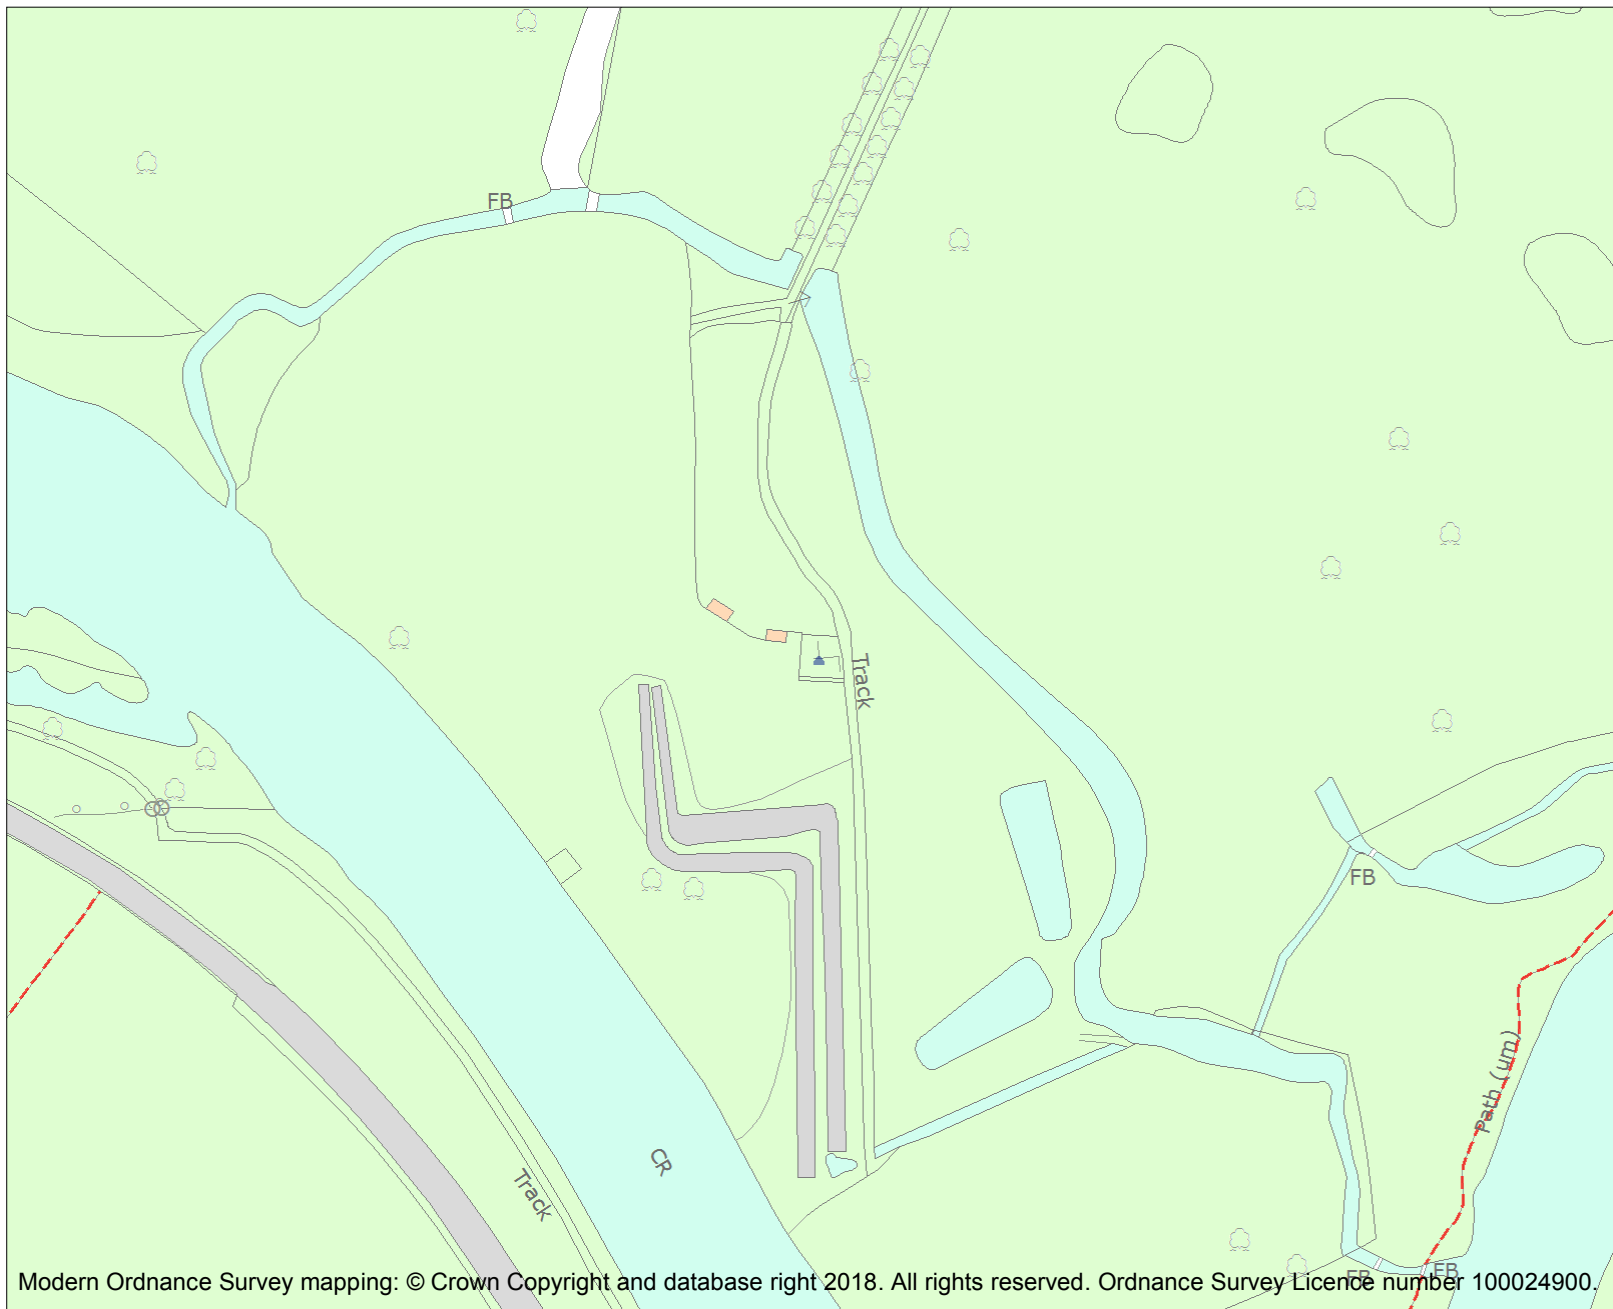 FB
Track
FB
Path (um)
CR
Track
FB
FB
Modern Ordnance Survey mapping: © Crown Copyright and database right 2018. All rights reserved. Ordnance Survey Licence number 100024900.